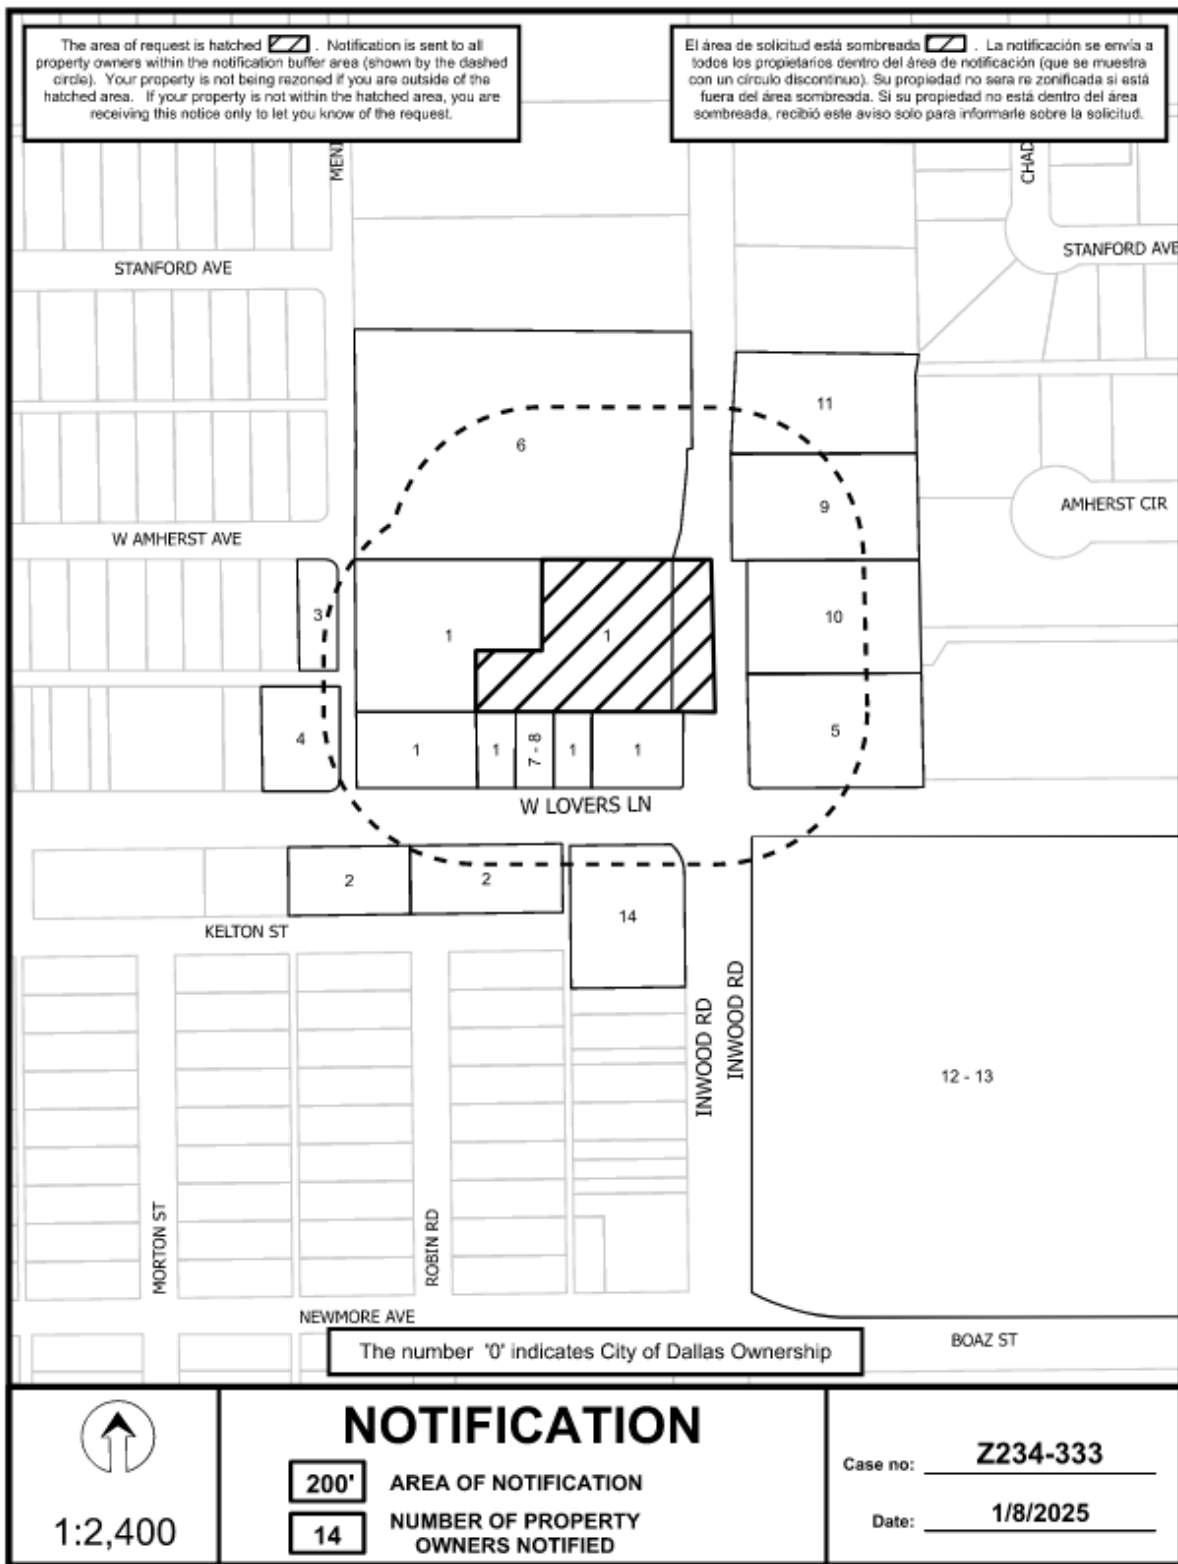 The area of request is hatched . Notification is sent to all
property owners within the notification buffer area (shown by the dashed
circle). Your property is not being rezoned if you are outside of the
hatched area. If your property is not within the hatched area, you are
receiving this notice only to let you know of the request.
El área de solicitud está sombreada . La notificación se envía a
todos los propietarios dentro del área de notificación (que se muestra
con un círculo discontinuo). Su propiedad no sera re zonificada si está
fuera del área sombreada. Si su propiedad no está dentro del área
sombreada, recibió este aviso solo para informarle sobre la solicitud.
STANFORD AVE
STANFORD AVE
11
6
9
AMHERST CIR
W AMHERST AVE
3
1
1
10
4
1
1
7 - 8
1
1
5
W LOVERS LN
2
2
14
KELTON ST
INWOOD RD
INWOOD RD
12 - 13
MORTON ST
ROBIN RD
NEWMORE AVE
BOAZ ST
The number '0' indicates City of Dallas Ownership
1:2,400
NOTIFICATION
200' AREA OF NOTIFICATION
14 NUMBER OF PROPERTY
OWNERS NOTIFIED
Case no: Z234-333
Date: 1/8/2025